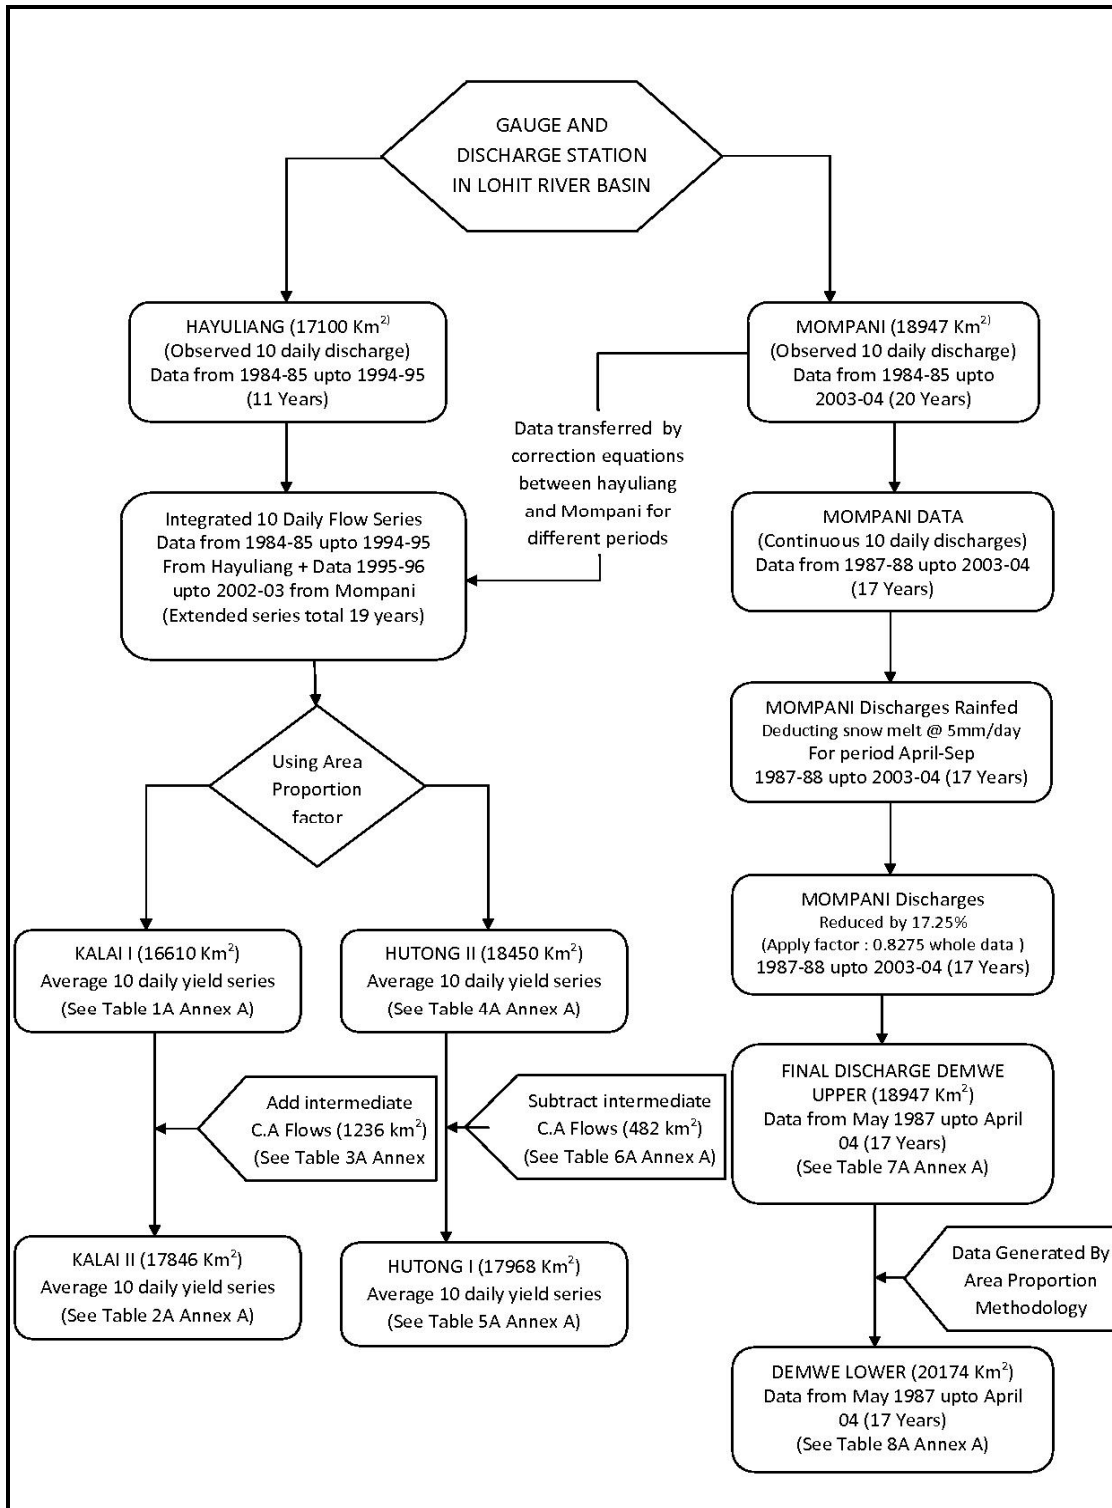 GAUGE AND
DISCHARGE STATION
IN LOHIT RIVER BASIN
HAYULIANG (17100 Km²⁾
(Observed 10 daily discharge)
Data from 1984-85 upto 1994-95
(11 Years)
MOMPANI (18947 Km²⁾
(Observed 10 daily discharge)
Data from 1984-85 upto
2003-04 (20 Years)
Data transferred by
correction equations
between hayuliang
and Mompani for
different periods
Integrated 10 Daily Flow Series
Data from 1984-85 upto 1994-95
From Hayuliang + Data 1995-96
upto 2002-03 from Mompani
(Extended series total 19 years)
MOMPANI DATA
(Continuous 10 daily discharges)
Data from 1987-88 upto 2003-04
(17 Years)
MOMPANI Discharges Rainfed
Deducting snow melt @ 5mm/day
For period April-Sep
1987-88 upto 2003-04 (17 Years)
Using Area
Proportion
factor
MOMPANI Discharges
Reduced by 17.25%
(Apply factor : 0.8275 whole data )
1987-88 upto 2003-04 (17 Years)
KALAI I (16610 Km²)
Average 10 daily yield series
(See Table 1A Annex A)
HUTONG II (18450 Km²)
Average 10 daily yield series
(See Table 4A Annex A)
FINAL DISCHARGE DEMWE
UPPER (18947 Km²)
Data from May 1987 upto April
04 (17 Years)
(See Table 7A Annex A)
Add intermediate
C.A Flows (1236 km²)
(See Table 3A Annex
Subtract intermediate
C.A Flows (482 km²)
(See Table 6A Annex A)
KALAI II (17846 Km²)
Average 10 daily yield series
(See Table 2A Annex A)
HUTONG I (17968 Km²)
Average 10 daily yield series
(See Table 5A Annex A)
Data Generated By
Area Proportion
Methodology
DEMWE LOWER (20174 Km²)
Data from May 1987 upto April
04 (17 Years)
(See Table 8A Annex A)